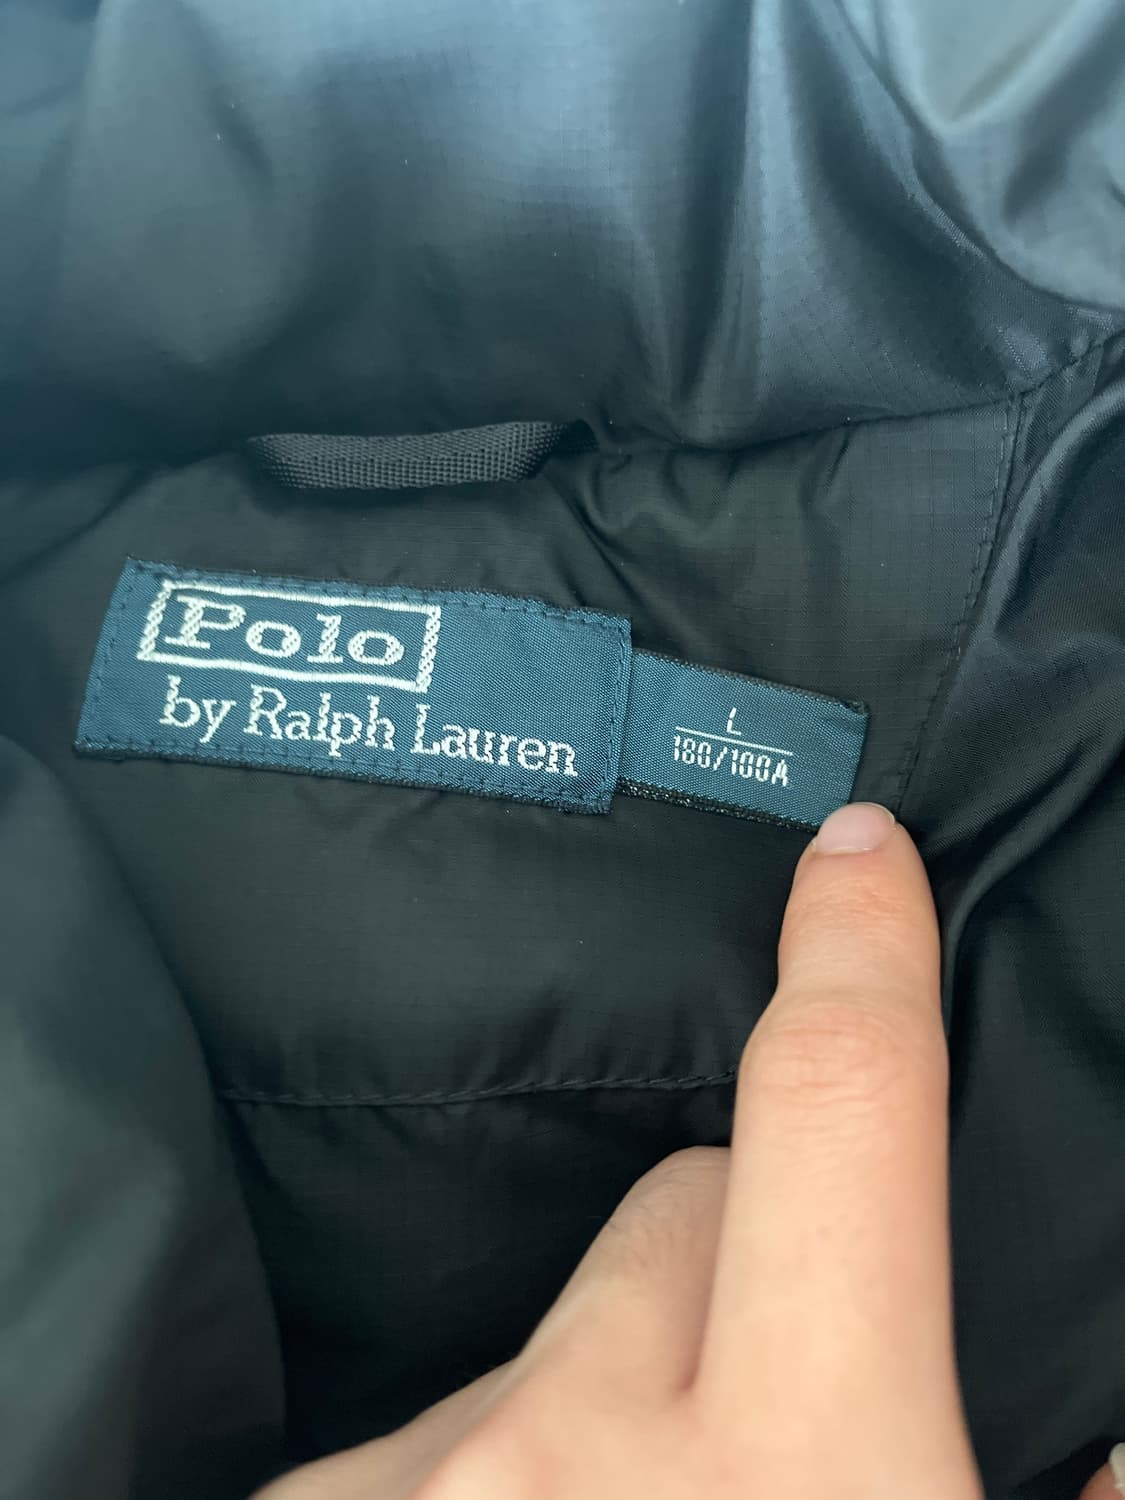 Polo
by Ralph Lauren
L
180/100A